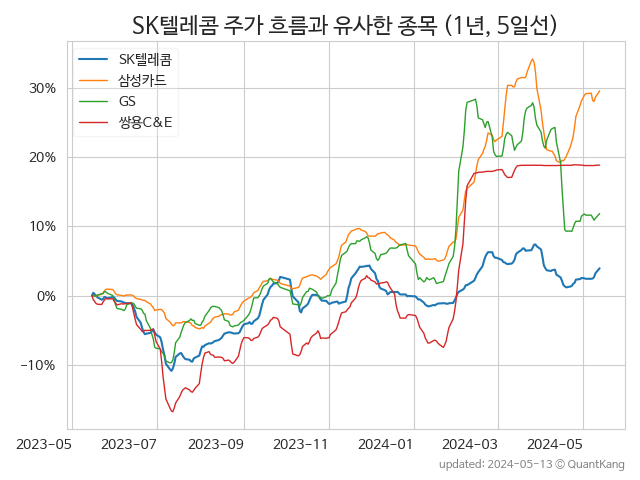 SK텔레콤 주가 흐름과 유사한 종목 (1년, 5일선)
SK텔레콤
삼성카드
GS
쌍용C&E
30%
20%
10%
0%
-10%
2023-05 2023-07 2023-09 2023-11 2024-01 2024-03 2024-05
updated: 2024-05-13 ⓒ QuantKang